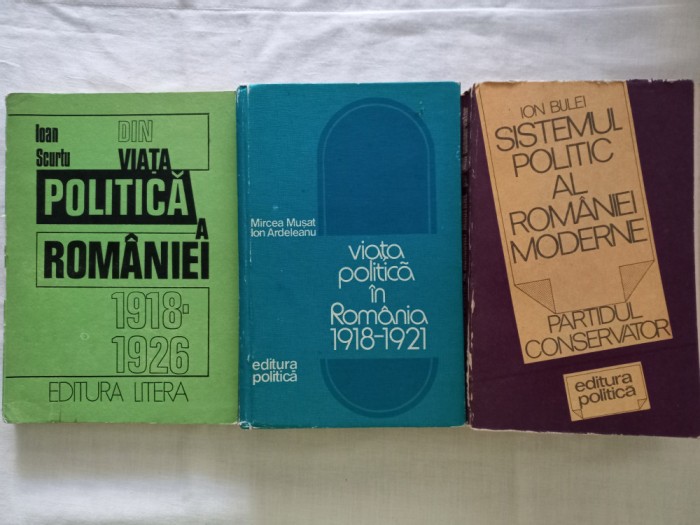 Ioan
Scurtu
DIN
VIAȚA
POLITICĂ
A
ROMÂNIEI
1918-
1926
EDITURA LITERA
Mircea Mușat
Ion Ardeleanu
viața
politică
în
România
1918-1921
editura
politică
ION BULEI
SISTEMUL
POLITIC
AL
ROMÂNIEI
MODERNE
PARTIDUL
CONSERVATOR
editura
politică